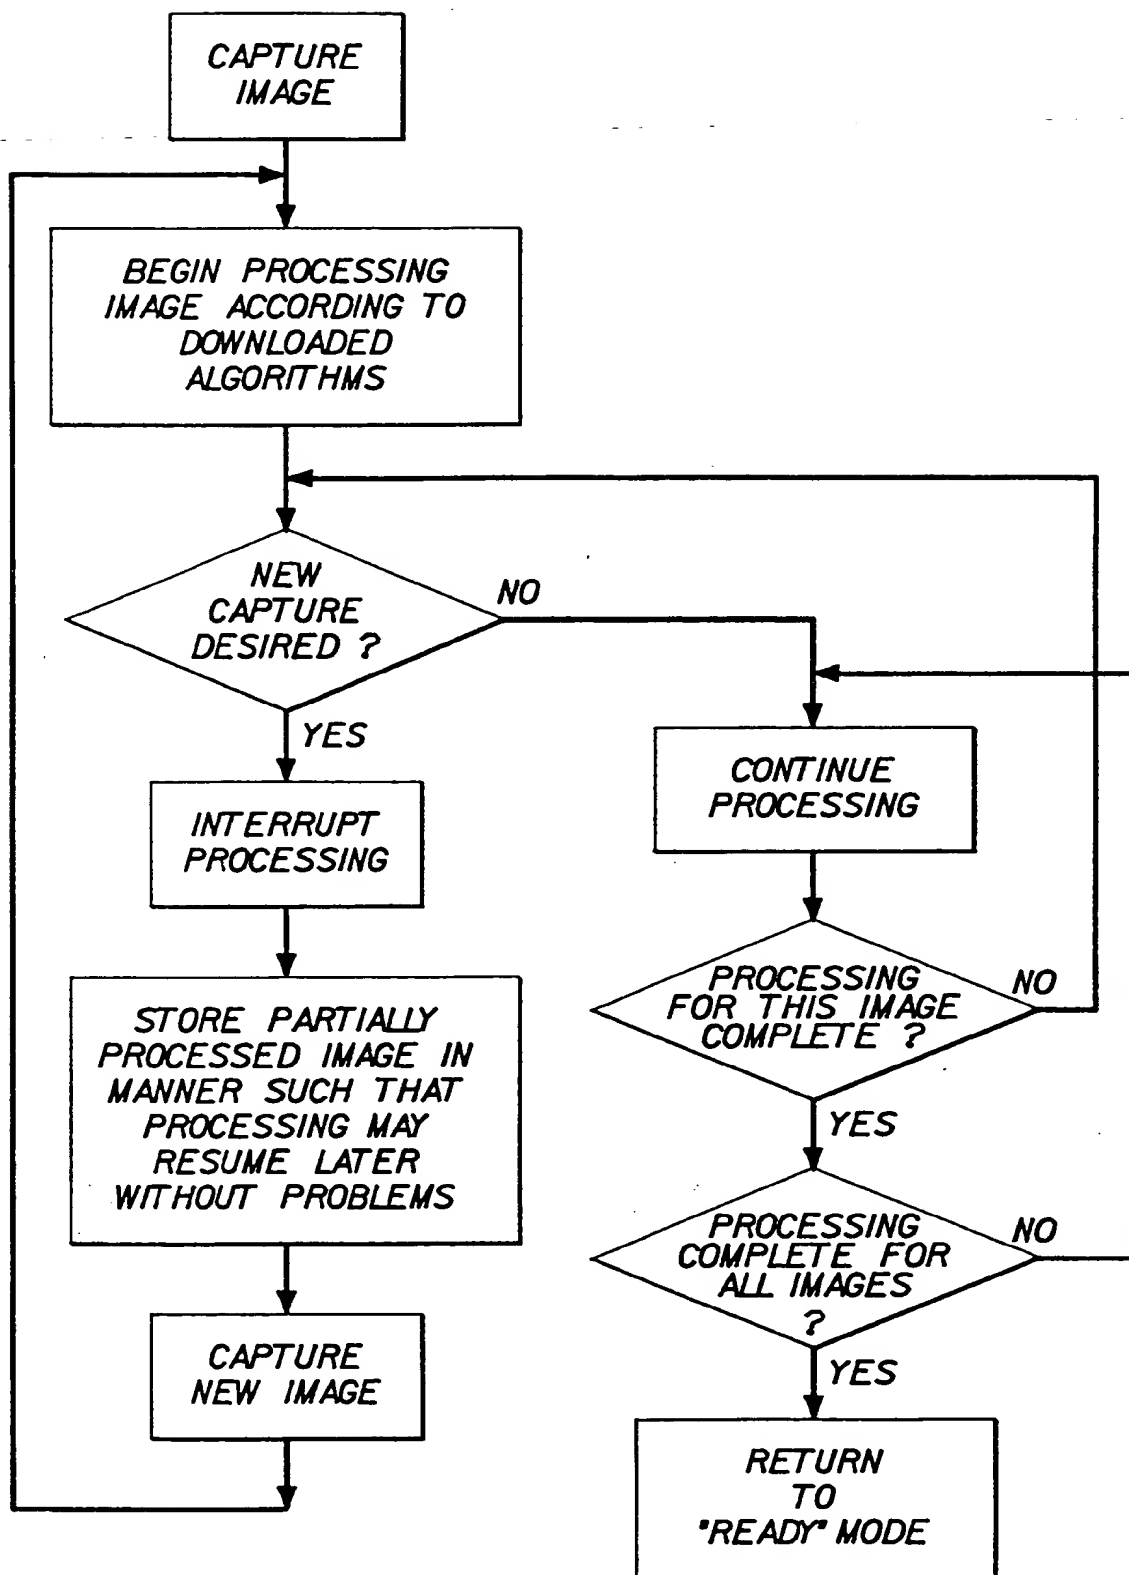 CAPTURE
IMAGE
BEGIN PROCESSING
IMAGE ACCORDING TO
DOWNLOADED
ALGORITHMS
NEW
CAPTURE
DESIRED ?
NO
YES
INTERRUPT
PROCESSING
STORE PARTIALLY
PROCESSED IMAGE IN
MANNER SUCH THAT
PROCESSING MAY
RESUME LATER
WITHOUT PROBLEMS
CAPTURE
NEW IMAGE
CONTINUE
PROCESSING
PROCESSING
FOR THIS IMAGE
COMPLETE ?
NO
YES
PROCESSING
COMPLETE FOR
ALL IMAGES
?
NO
YES
RETURN
TO
"READY" MODE